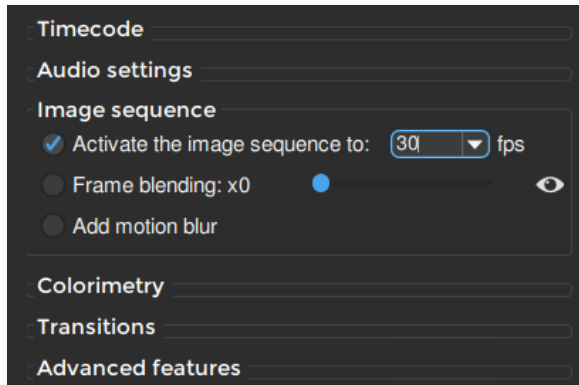 Timecode
Audio settings
Image sequence
Activate the image sequence to: 30 fps
Frame blending: x0
Add motion blur
Colorimetry
Transitions
Advanced features